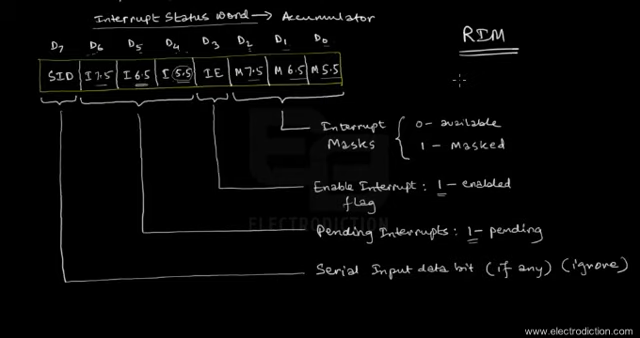 Interrupt Status Word → Accumulator
RIM
D7 D6 D5 D4 D3 D2 D1 D0
SID I7.5 I6.5 I5.5 IE M7.5 M6.5 M5.5
Interrupt Masks
0 - available
1 - Masked
Enable Interrupt flag : 1 - enabled
Pending Interrupts : 1 - pending
Serial Input data bit (if any) (ignore)
ELECTRODICTION
www.electrodiction.com